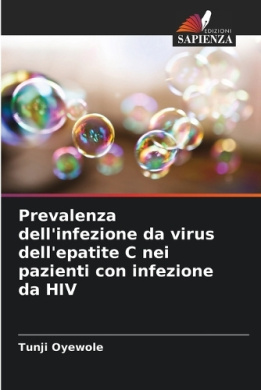 EDIZIONI
SAPIENZA
Prevalenza
dell'infezione da virus
dell'epatite C nei
pazienti con infezione
da HIV
Tunji Oyewole